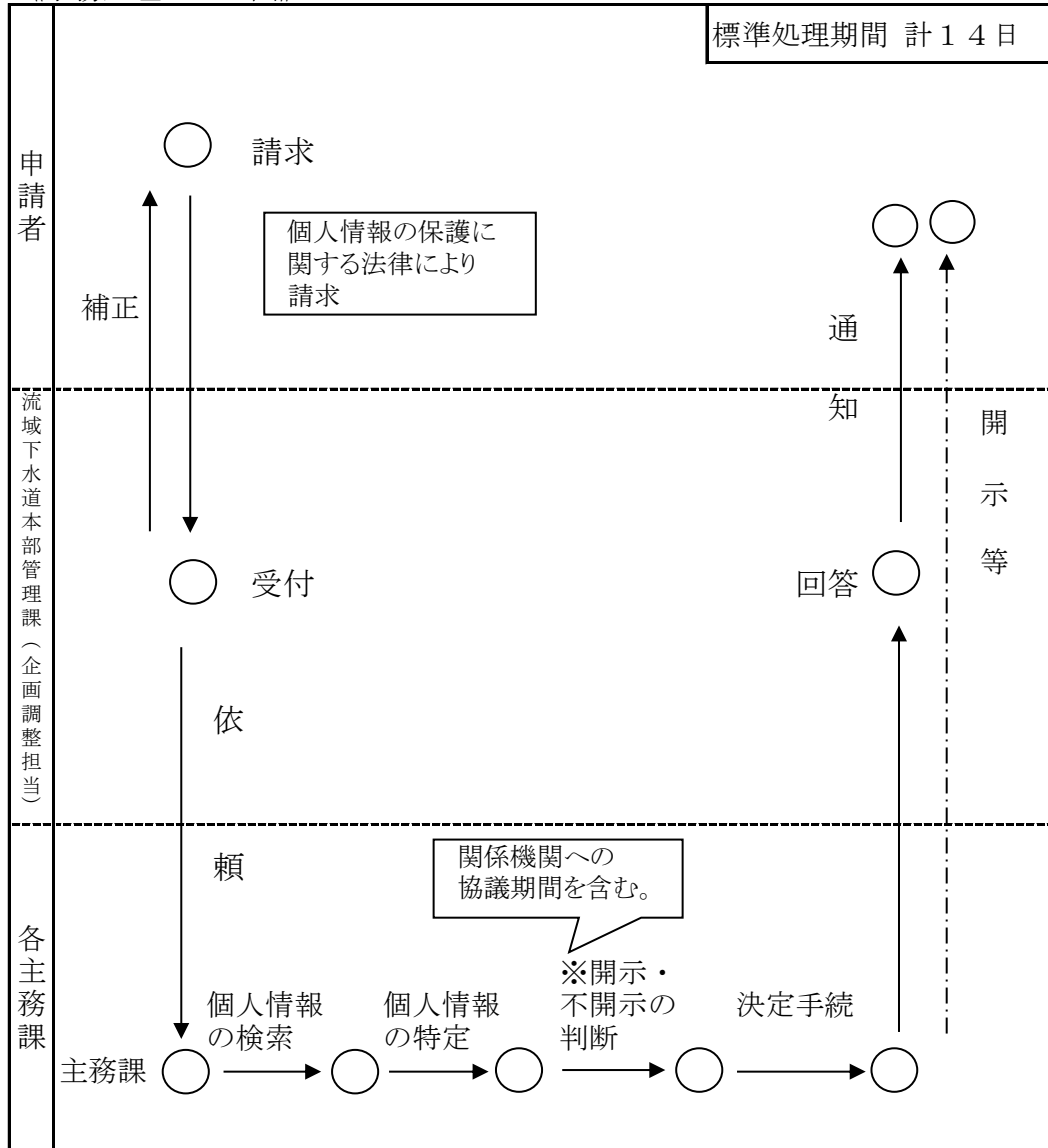 標準処理期間 計14日
申請者
請求
個人情報の保護に
関する法律により
請求
補正
通知
流域下水道本部管理課(企画調整担当)
開示等
受付
回答
依頼
各主務課
関係機関への
協議期間を含む。
個人情報
の検索
個人情報
の特定
※開示・
不開示の
判断
決定手続
主務課